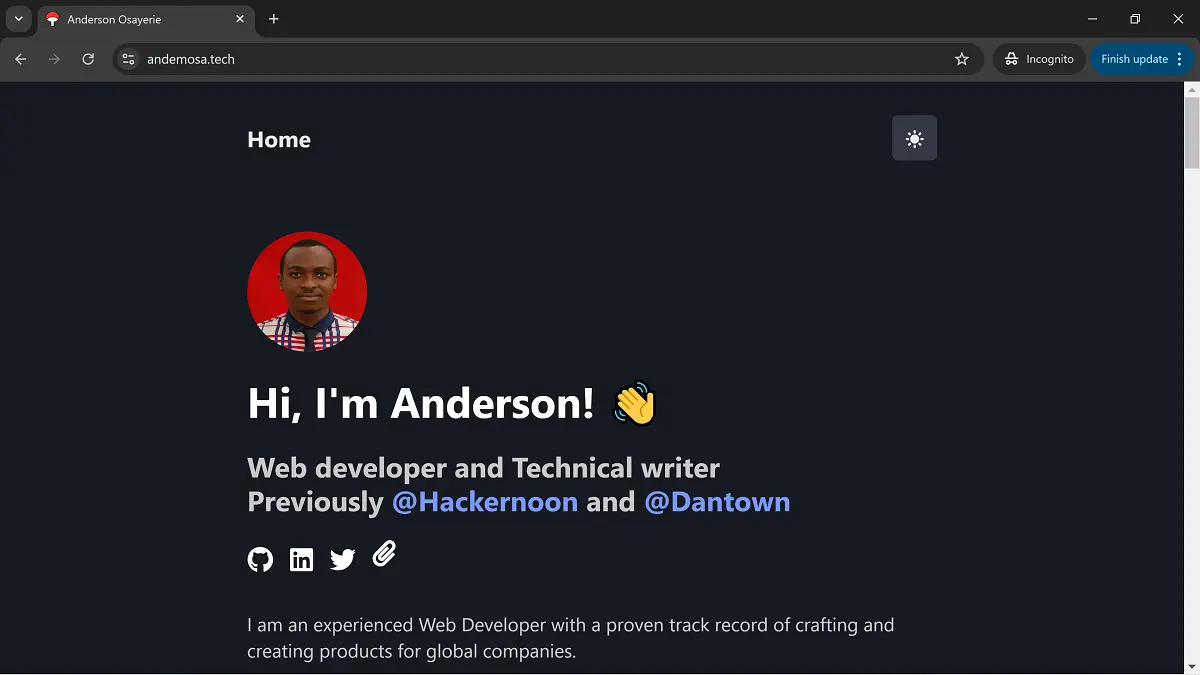 Anderson Osayerie
andemosa.tech
Incognito
Finish update
Home
Hi, I'm Anderson! 👋
Web developer and Technical writer
Previously @Hackernoon and @Dantown
I am an experienced Web Developer with a proven track record of crafting and
creating products for global companies.